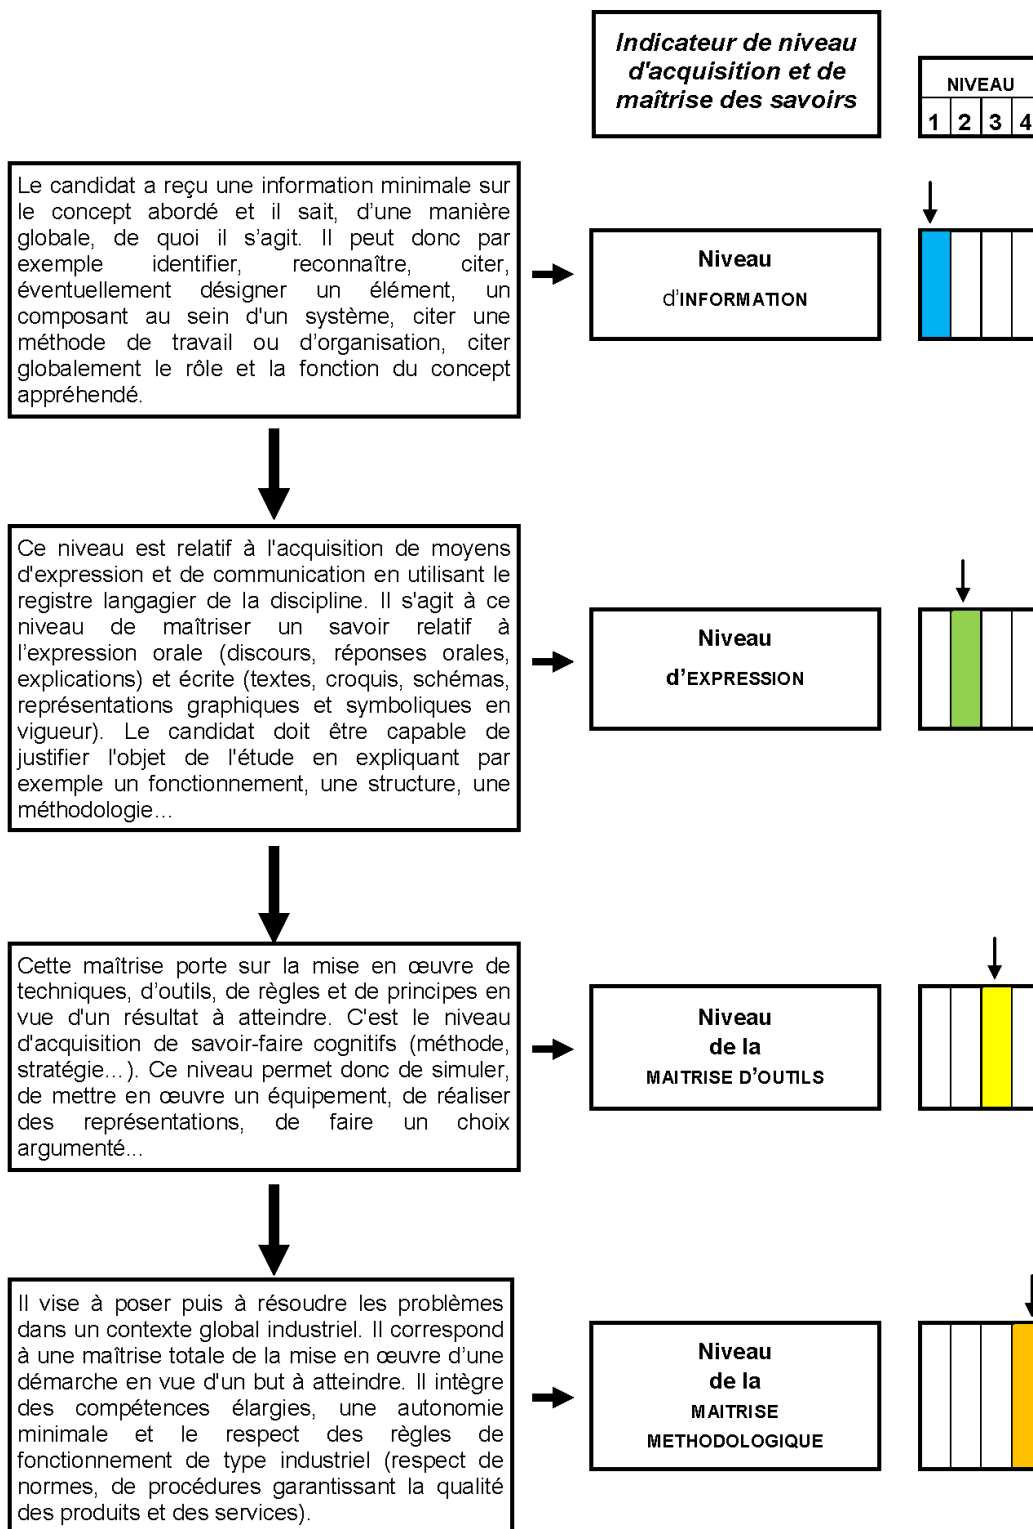 Indicateur de niveau
d'acquisition et de
maîtrise des savoirs
NIVEAU
1 2 3 4
Le candidat a reçu une information minimale sur
le concept abordé et il sait, d’une manière
globale, de quoi il s’agit. Il peut donc par
exemple identifier, reconnaître, citer,
éventuellement désigner un élément, un
composant au sein d'un système, citer une
méthode de travail ou d’organisation, citer
globalement le rôle et la fonction du concept
appréhendé.
Niveau
d’INFORMATION
Ce niveau est relatif à l'acquisition de moyens
d'expression et de communication en utilisant le
registre langagier de la discipline. Il s'agit à ce
niveau de maîtriser un savoir relatif à
l’expression orale (discours, réponses orales,
explications) et écrite (textes, croquis, schémas,
représentations graphiques et symboliques en
vigueur). Le candidat doit être capable de
justifier l'objet de l'étude en expliquant par
exemple un fonctionnement, une structure, une
méthodologie…
Niveau
d’EXPRESSION
Cette maîtrise porte sur la mise en œuvre de
techniques, d’outils, de règles et de principes en
vue d'un résultat à atteindre. C'est le niveau
d'acquisition de savoir-faire cognitifs (méthode,
stratégie…). Ce niveau permet donc de simuler,
de mettre en œuvre un équipement, de réaliser
des représentations, de faire un choix
argumenté…
Niveau
de la
MAITRISE D’OUTILS
Il vise à poser puis à résoudre les problèmes
dans un contexte global industriel. Il correspond
à une maîtrise totale de la mise en œuvre d’une
démarche en vue d'un but à atteindre. Il intègre
des compétences élargies, une autonomie
minimale et le respect des règles de
fonctionnement de type industriel (respect de
normes, de procédures garantissant la qualité
des produits et des services).
Niveau
de la
MAITRISE
METHODOLOGIQUE